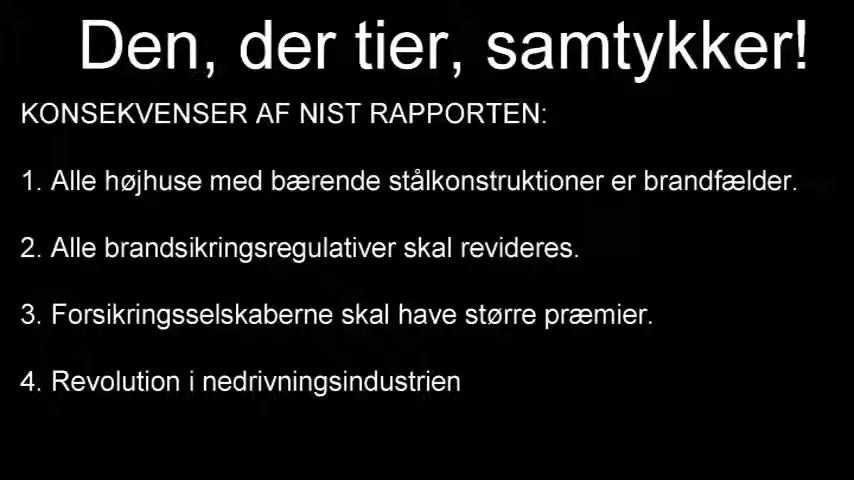 Den, der tier, samtykker!
KONSEKVENSER AF NIST RAPPORTEN:
1. Alle højhuse med bærende stålkonstruktioner er brandfælder.
2. Alle brandsikringsregulativer skal revideres.
3. Forsikringsselskaberne skal have større præmier.
4. Revolution i nedrivningsindustrien